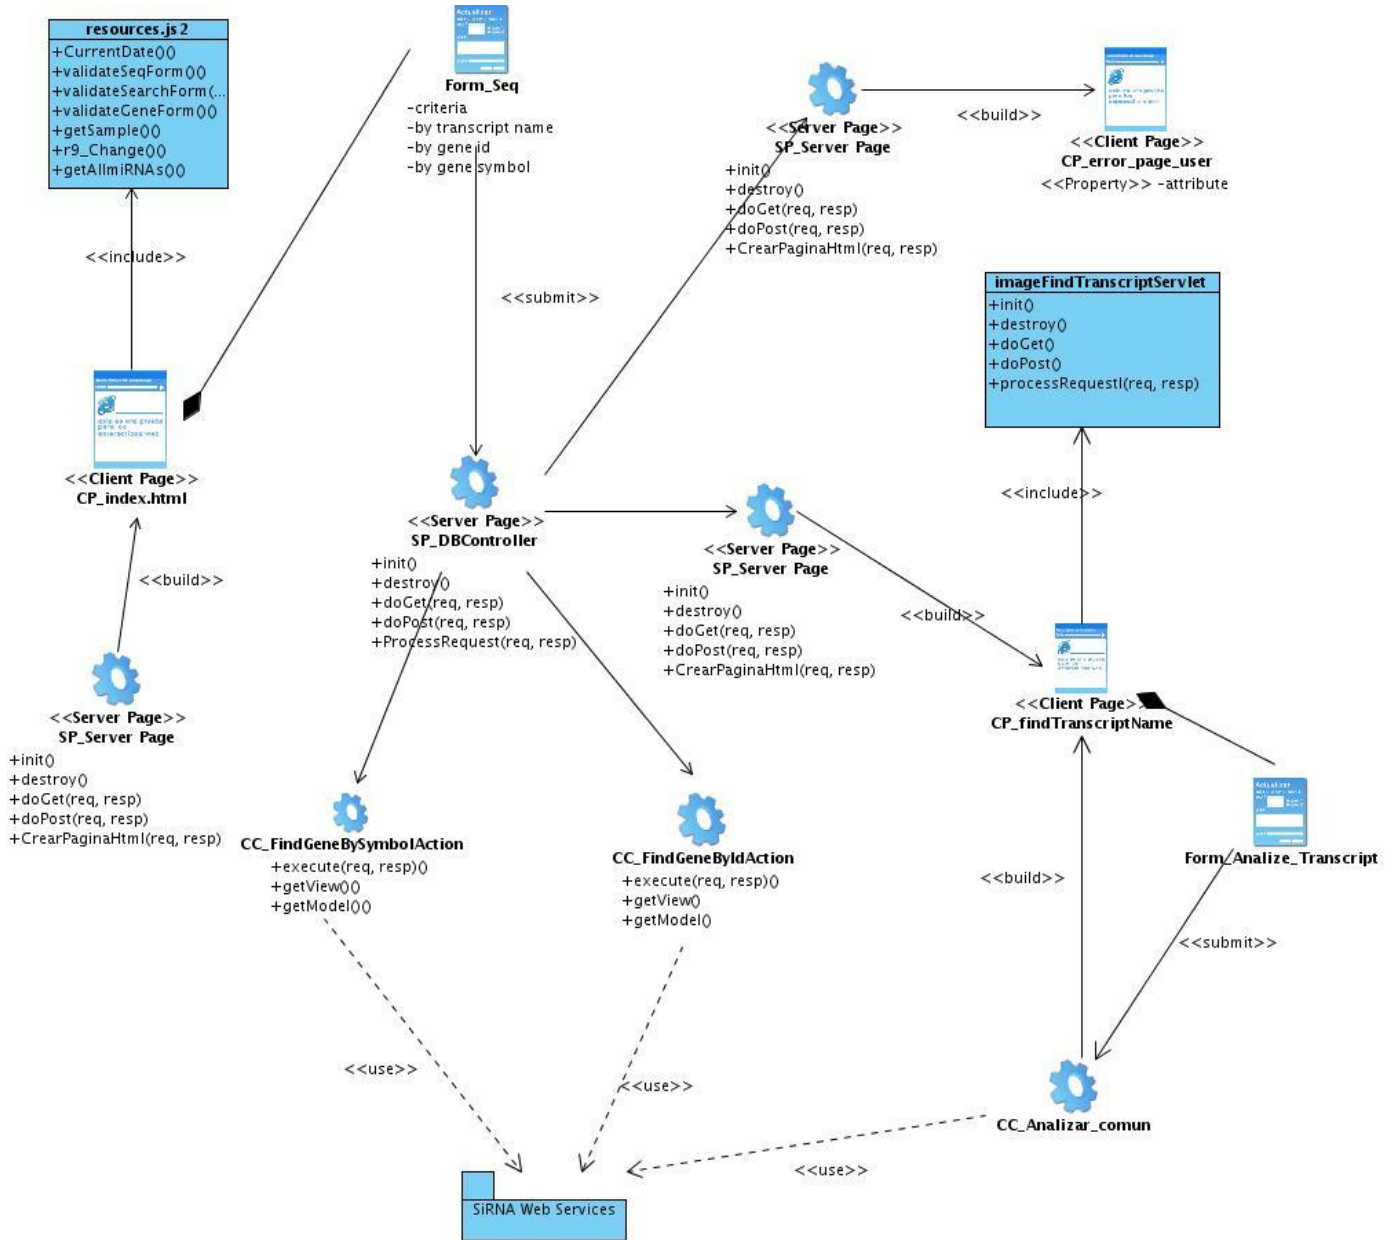 resources.js2
+CurrentDate()()
+validateSeqForm()()
+validateSearchForm(...
+validateGeneForm()()
+getSample()()
+r9_Change()()
+getAllmiRNAs()()
<<include>>
<<Client Page>>
CP_index.html
<<build>>
<<Server Page>>
SP_Server Page
+init()
+destroy()
+doGet(req, resp)
+doPost(req, resp)
+CrearPaginaHtml(req, resp)
Actualizar
Form_Seq
-criteria
-by transcript name
-by gene id
-by gene symbol
<<submit>>
<<Server Page>>
SP_DBController
+init()
+destroy()
+doGet(req, resp)
+doPost(req, resp)
+ProcessRequest(req, resp)
<<Server Page>>
SP_Server Page
+init()
+destroy()
+doGet(req, resp)
+doPost(req, resp)
+CrearPaginaHtml(req, resp)
<<build>>
<<Client Page>>
CP_error_page_user
<<Property>> -attribute
imageFindTranscriptServlet
+init()
+destroy()
+doGet()
+doPost()
+processRequestl(req, resp)
<<include>>
<<Server Page>>
SP_Server Page
+init()
+destroy()
+doGet(req, resp)
+doPost(req, resp)
+CrearPaginaHtml(req, resp)
<<build>>
<<Client Page>>
CP_findTranscriptName
Actualizar
Form_Analize_Transcript
<<build>>
<<submit>>
CC_FindGeneBySymbolAction
+execute(req, resp)()
+getView()()
+getModel()()
CC_FindGeneByIdAction
+execute(req, resp)()
+getView()
+getModel()
<<use>>
<<use>>
CC_Analizar_comun
<<use>>
SiRNA Web Services